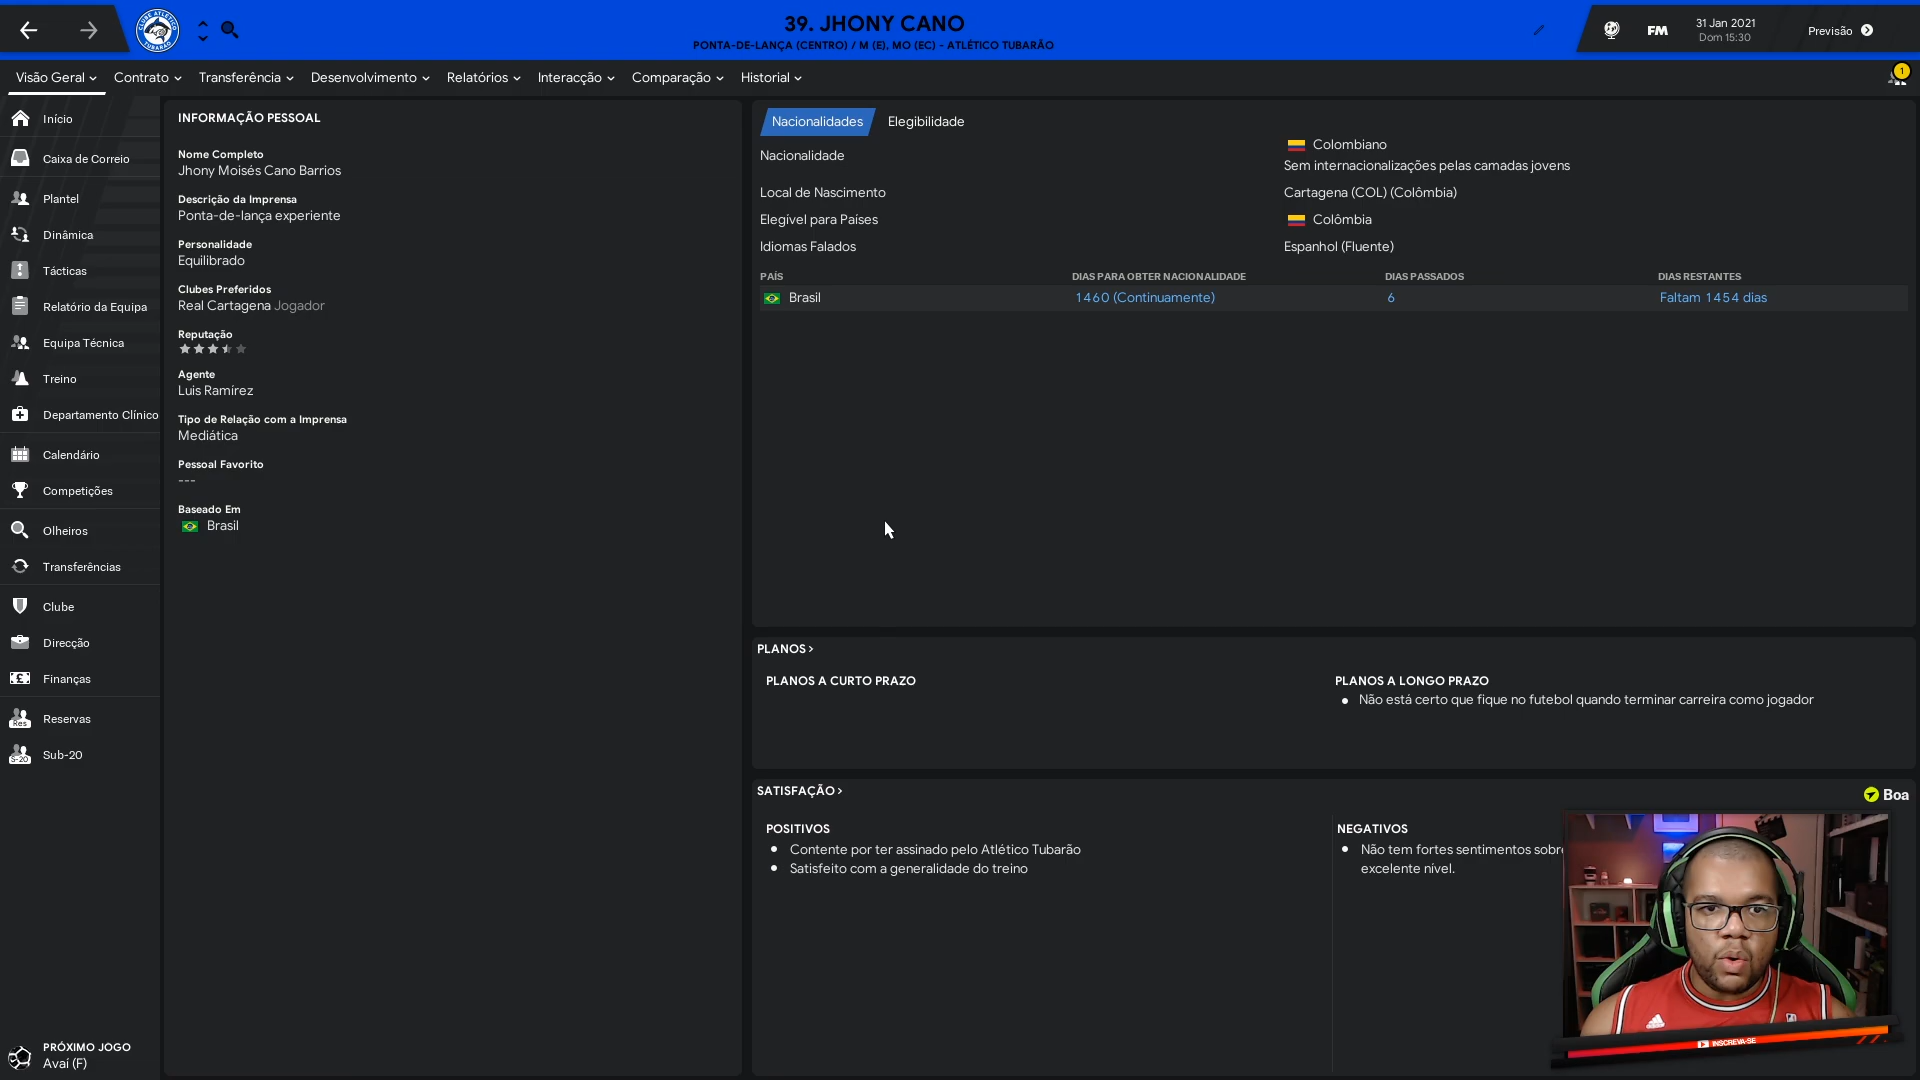 39. JHONY CANO
PONTA-DE-LANÇA (CENTRO) / M (E), MO (EC) - ATLÉTICO TUBARÃO
FM
31 Jan 2021
Dom 15:30
Previsão
Visão Geral
Contrato
Transferência
Desenvolvimento
Relatórios
Interacção
Comparação
Historial
1
Início
Caixa de Correio
Plantel
Dinâmica
Tácticas
Relatório da Equipa
Equipa Técnica
Treino
Departamento Clínico
Calendário
Competições
Olheiros
Transferências
Clube
Direcção
Finanças
Res
Reservas
S-20
Sub-20
PRÓXIMO JOGO
Avaí (F)
INFORMAÇÃO PESSOAL
Nome Completo
Jhony Moisés Cano Barrios
Descrição da Imprensa
Ponta-de-lança experiente
Personalidade
Equilibrado
Clubes Preferidos
Real Cartagena Jogador
Reputação
Agente
Luis Ramírez
Tipo de Relação com a Imprensa
Mediática
Pessoal Favorito
---
Baseado Em
Brasil
Nacionalidades
Elegibilidade
Nacionalidade
Colombiano
Sem internacionalizações pelas camadas jovens
Local de Nascimento
Cartagena (COL) (Colômbia)
Elegível para Países
Colômbia
Idiomas Falados
Espanhol (Fluente)
PAÍS
DIAS PARA OBTER NACIONALIDADE
DIAS PASSADOS
DIAS RESTANTES
Brasil
1460 (Continuamente)
6
Faltam 1454 dias
PLANOS >
PLANOS A CURTO PRAZO
PLANOS A LONGO PRAZO
Não está certo que fique no futebol quando terminar carreira como jogador
SATISFAÇÃO >
Boa
POSITIVOS
Contente por ter assinado pelo Atlético Tubarão
Satisfeito com a generalidade do treino
NEGATIVOS
Não tem fortes sentimentos sobre
excelente nível.
INSCREVA-SE
CLUBE ATLÉTICO
TUBARÃO